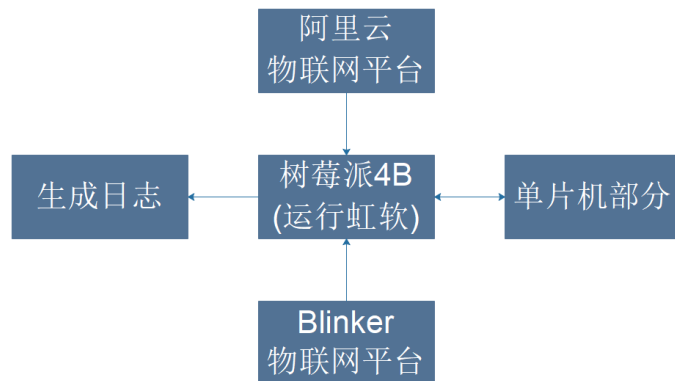 阿里云
物联网平台
生成日志
树莓派4B
(运行虹软)
单片机部分
Blinker
物联网平台